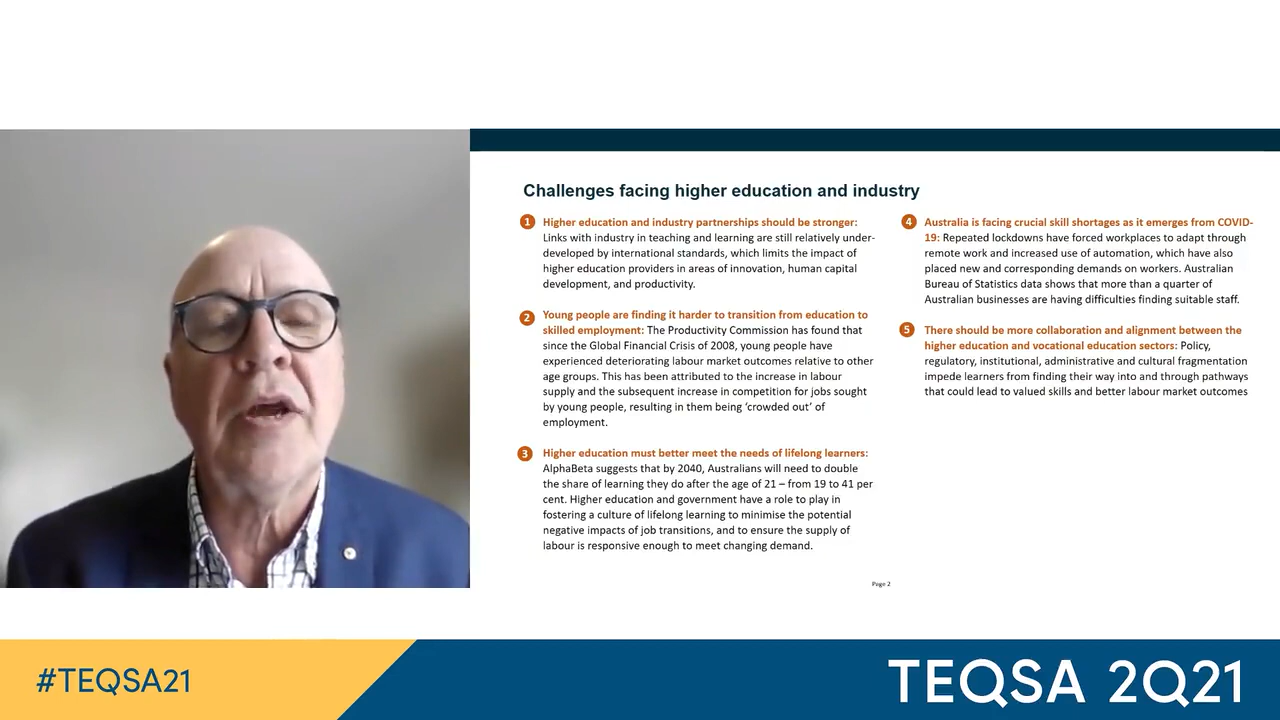 Challenges facing higher education and industry
1 Higher education and industry partnerships should be stronger:
Links with industry in teaching and learning are still relatively under-
developed by international standards, which limits the impact of
higher education providers in areas of innovation, human capital
development, and productivity.
2 Young people are finding it harder to transition from education to
skilled employment: The Productivity Commission has found that
since the Global Financial Crisis of 2008, young people have
experienced deteriorating labour market outcomes relative to other
age groups. This has been attributed to the increase in labour
supply and the subsequent increase in competition for jobs sought
by young people, resulting in them being ‘crowded out’ of
employment.
3 Higher education must better meet the needs of lifelong learners:
AlphaBeta suggests that by 2040, Australians will need to double
the share of learning they do after the age of 21 – from 19 to 41 per
cent. Higher education and government have a role to play in
fostering a culture of lifelong learning to minimise the potential
negative impacts of job transitions, and to ensure the supply of
labour is responsive enough to meet changing demand.
4 Australia is facing crucial skill shortages as it emerges from COVID-
19: Repeated lockdowns have forced workplaces to adapt through
remote work and increased use of automation, which have also
placed new and corresponding demands on workers. Australian
Bureau of Statistics data shows that more than a quarter of
Australian businesses are having difficulties finding suitable staff.
5 There should be more collaboration and alignment between the
higher education and vocational education sectors: Policy,
regulatory, institutional, administrative and cultural fragmentation
impede learners from finding their way into and through pathways
that could lead to valued skills and better labour market outcomes
Page 2
#TEQSA21
TEQSA 2Q21